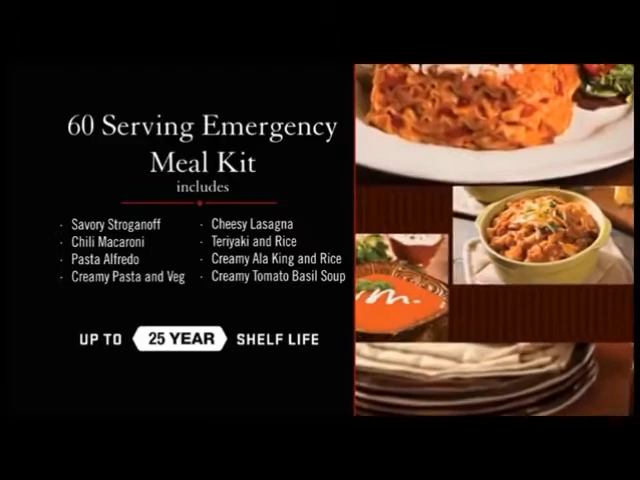 60 Serving Emergency
Meal Kit
includes
· Savory Stroganoff
· Chili Macaroni
· Pasta Alfredo
· Creamy Pasta and Veg
· Cheesy Lasagna
· Teriyaki and Rice
· Creamy Ala King and Rice
· Creamy Tomato Basil Soup
UP TO 25 YEAR SHELF LIFE